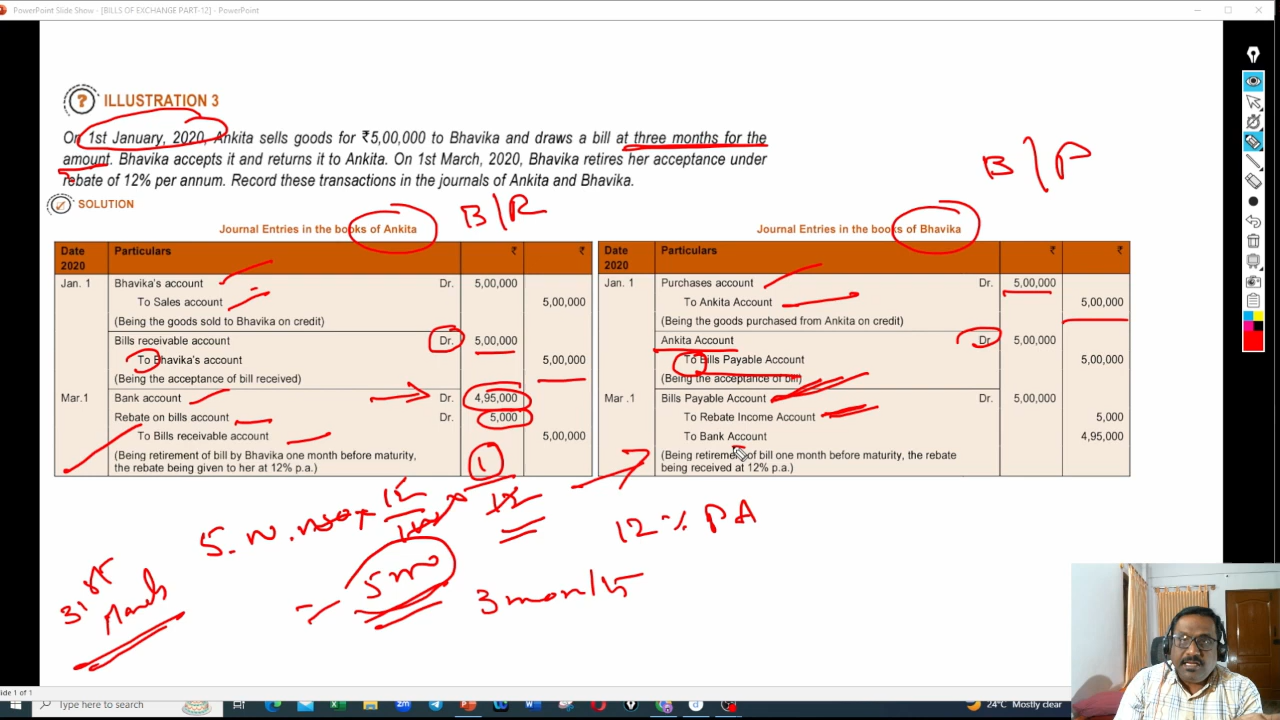 PowerPoint Slide Show - [BILLS OF EXCHANGE PART-12] - PowerPoint
? ILLUSTRATION 3
On 1st January, 2020, Ankita sells goods for ₹5,00,000 to Bhavika and draws a bill at three months for the
amount. Bhavika accepts it and returns it to Ankita. On 1st March, 2020, Bhavika retires her acceptance under
rebate of 12% per annum. Record these transactions in the journals of Ankita and Bhavika.
B/P
SOLUTION
B/R
Journal Entries in the books of Ankita
Date 2020 Particulars ₹ ₹
Jan. 1 Bhavika's account Dr. 5,00,000
To Sales account 5,00,000
(Being the goods sold to Bhavika on credit)
Bills receivable account Dr. 5,00,000
To Bhavika's account 5,00,000
(Being the acceptance of bill received)
Mar.1 Bank account Dr. 4,95,000
Rebate on bills account Dr. 5,000
To Bills receivable account 5,00,000
(Being retirement of bill by Bhavika one month before maturity,
the rebate being given to her at 12% p.a.)
Journal Entries in the books of Bhavika
Date 2020 Particulars ₹ ₹
Jan. 1 Purchases account Dr. 5,00,000
To Ankita Account 5,00,000
(Being the goods purchased from Ankita on credit)
Ankita Account Dr. 5,00,000
To Bills Payable Account 5,00,000
(Being the acceptance of bill)
Mar .1 Bills Payable Account Dr. 5,00,000
To Rebate Income Account 5,000
To Bank Account 4,95,000
(Being retirement of bill one month before maturity, the rebate
being received at 12% p.a.)
1
12
12
12 % PA
3 months
31st
March
Slide 1 of 1
Type here to search
24°C Mostly clear